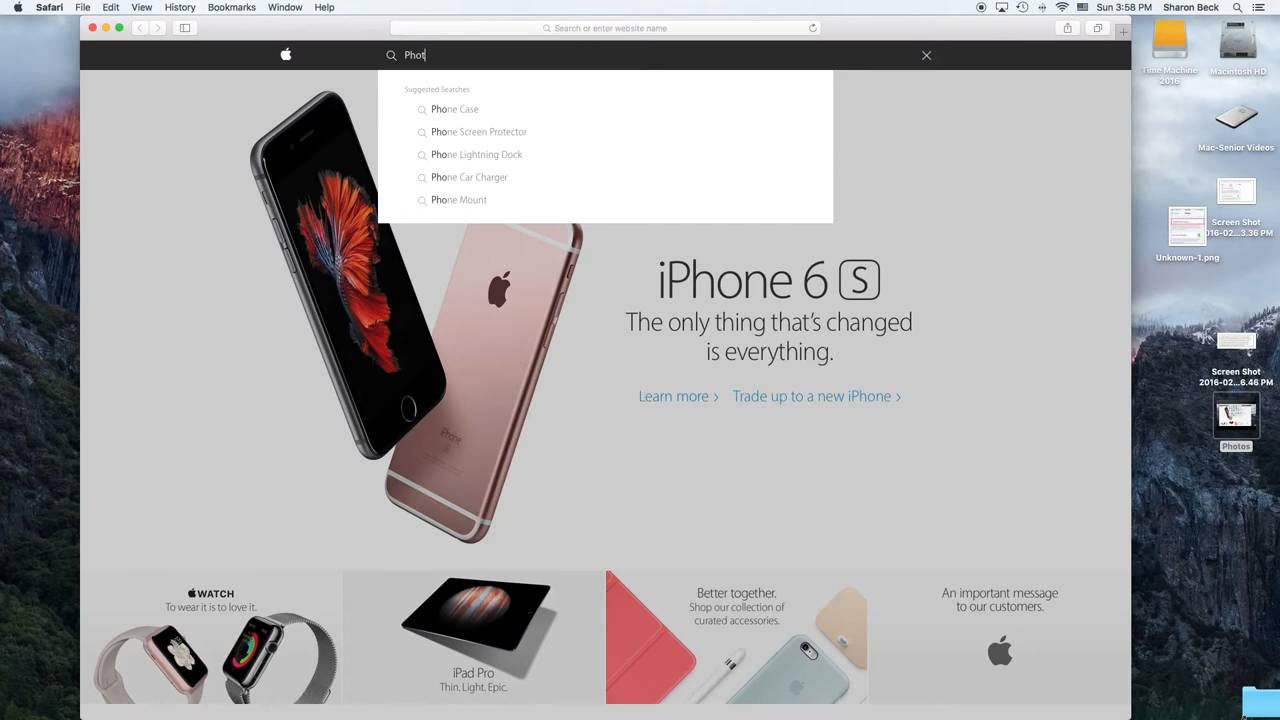 Safari File Edit View History Bookmarks Window Help
Sun 3:58 PM Sharon Beck
Search or enter website name
Phot
Suggested Searches
Phone Case
Phone Screen Protector
Phone Lightning Dock
Phone Car Charger
Phone Mount
iPhone 6 S
The only thing that's changed
is everything.
Learn more > Trade up to a new iPhone >
iPhone
WATCH
To wear it is to love it.
iPad Pro
Thin. Light. Epic.
Better together.
Shop our collection of
curated accessories.
An important message
to our customers.
Time Machine
2016
Macintosh HD
Mac-Senior Videos
Screen Shot
2016-02...3.36 PM
Unknown-1.png
Screen Shot
2016-02...6.46 PM
Photos